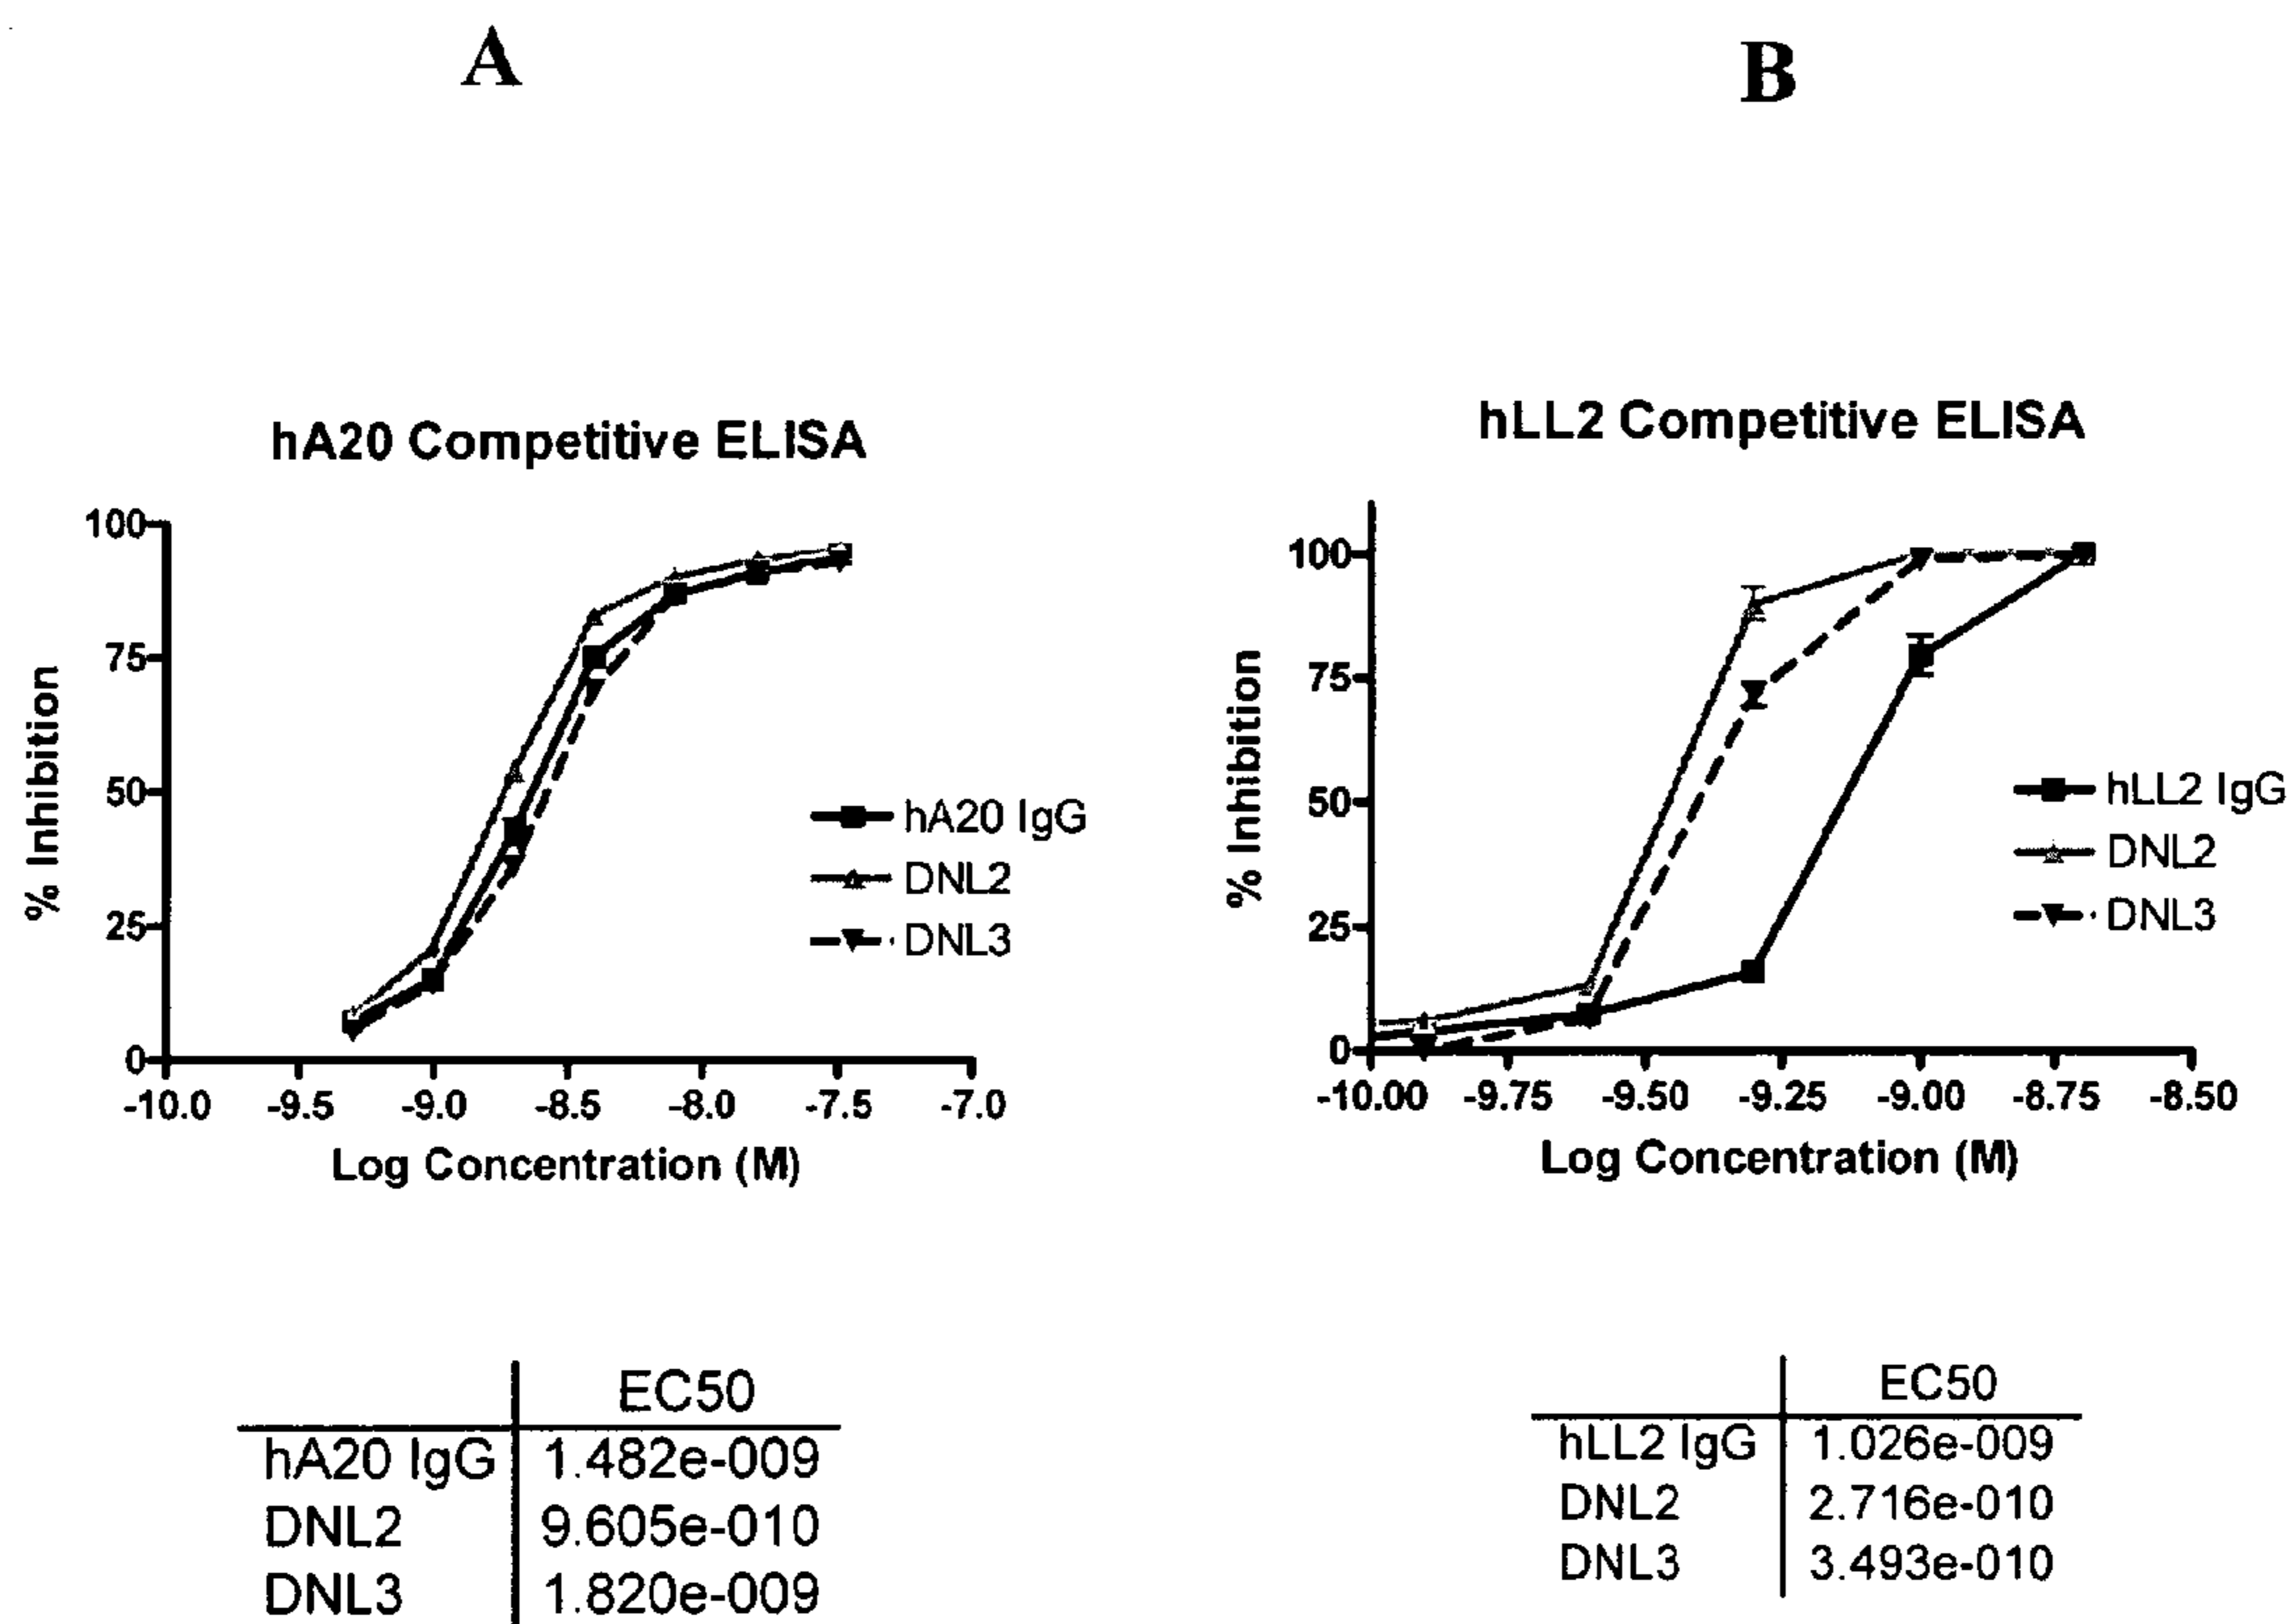 A
B
hA20 Competitive ELISA
100
75
50
25
0
% Inhibition
-10.0 -9.5 -9.0 -8.5 -8.0 -7.5 -7.0
Log Concentration (M)
hA20 IgG
DNL2
DNL3
hLL2 Competitive ELISA
100
75
50
25
0
% Inhibition
-10.00 -9.75 -9.50 -9.25 -9.00 -8.75 -8.50
Log Concentration (M)
hLL2 IgG
DNL2
DNL3
EC50
hA20 IgG 1.482e-009
DNL2 9.605e-010
DNL3 1.820e-009
EC50
hLL2 IgG 1.026e-009
DNL2 2.716e-010
DNL3 3.493e-010